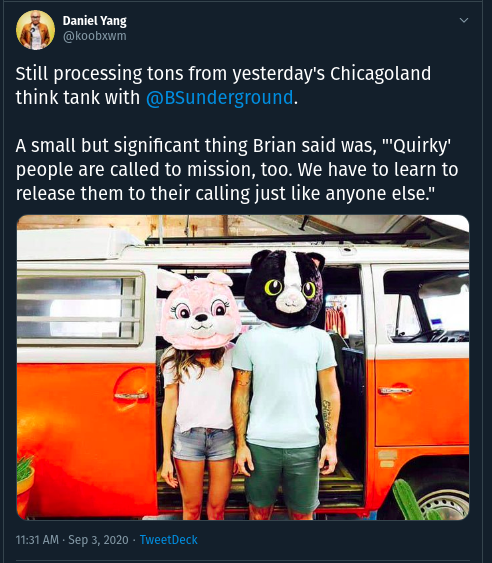 Daniel Yang
@koobxwm
Still processing tons from yesterday's Chicagoland
think tank with @BSunderground.
A small but significant thing Brian said was, "'Quirky'
people are called to mission, too. We have to learn to
release them to their calling just like anyone else."
11:31 AM · Sep 3, 2020 · TweetDeck